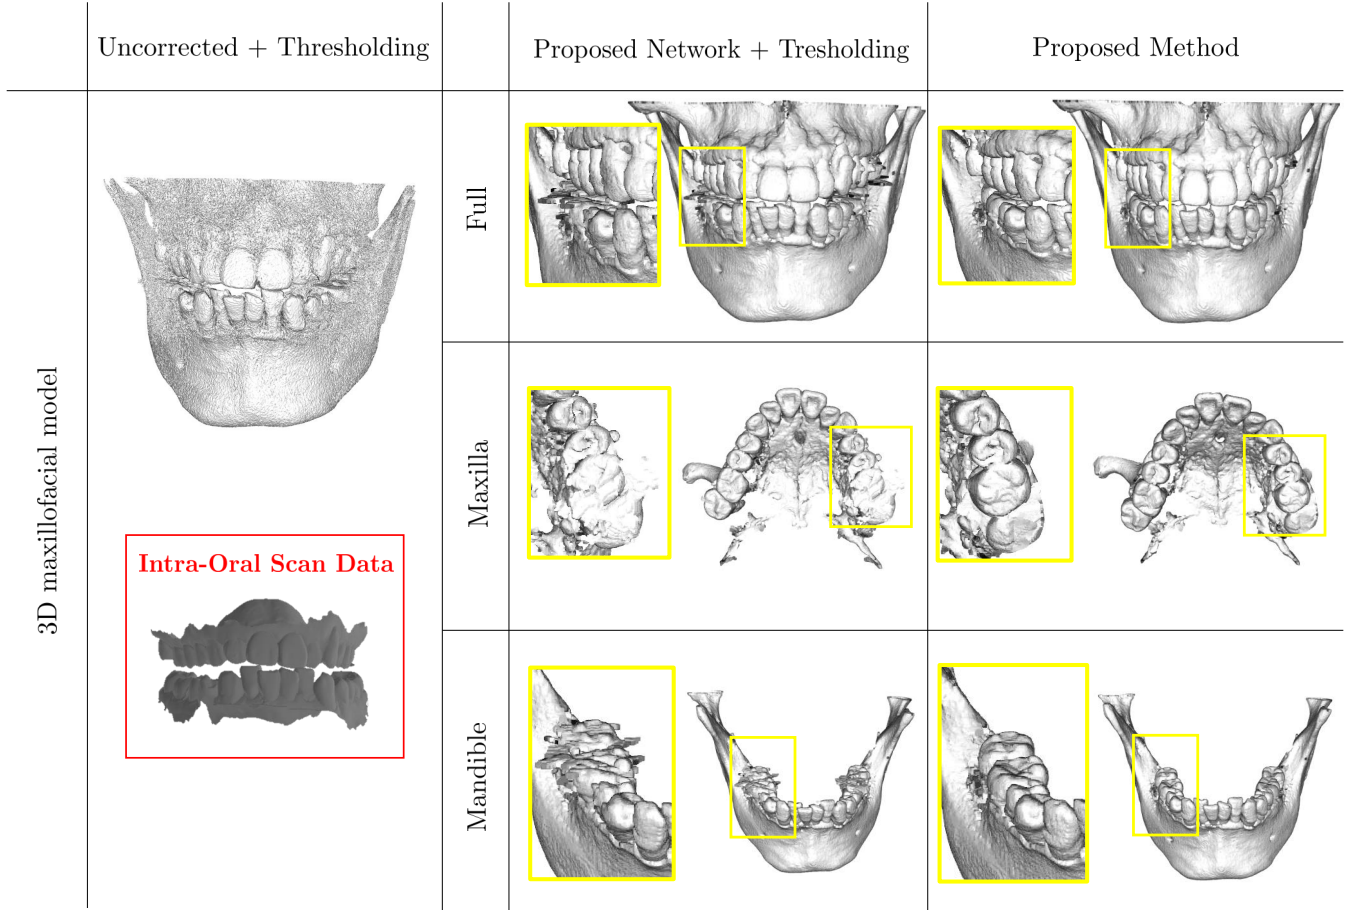 Uncorrected + Thresholding
Proposed Network + Tresholding
Proposed Method
3D maxillofacial model
Full
Intra-Oral Scan Data
Maxilla
Mandible